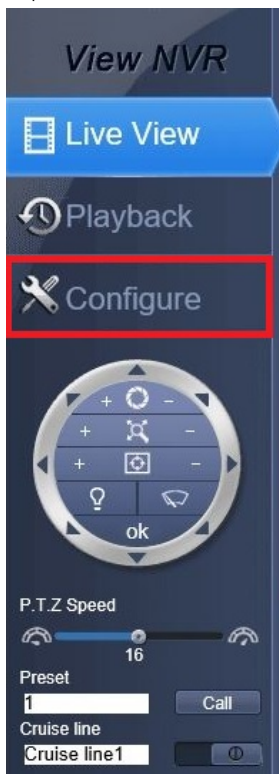 View NVR
Live View
Playback
Configure
+ -
+ -
+ -
ok
P.T.Z Speed
16
Preset
1 Call
Cruise line
Cruise line1